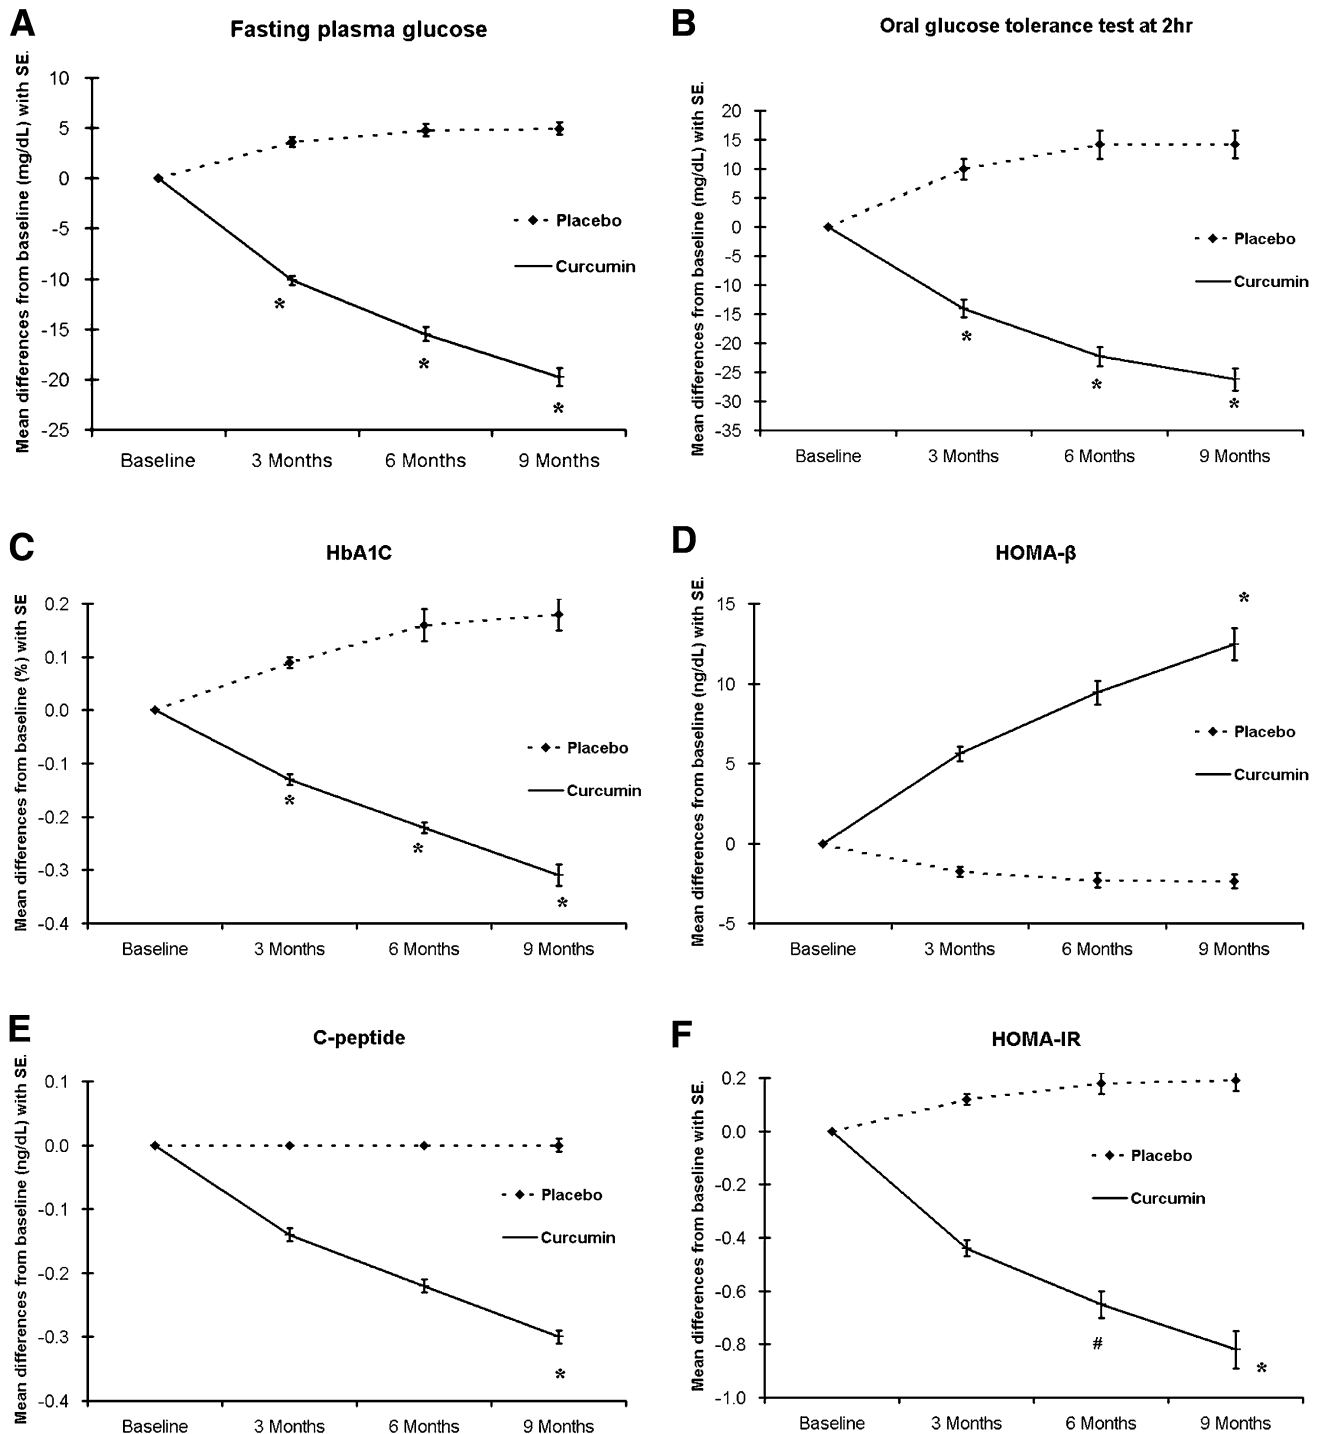 A
Fasting plasma glucose
Mean differences from baseline (mg/dL) with SE.
10
5
0
-5
-10
-15
-20
-25
*
*
*
Placebo
Curcumin
Baseline
3 Months
6 Months
9 Months
B
Oral glucose tolerance test at 2hr
Mean differences from baseline (mg/dL) with SE.
20
15
10
5
0
-5
-10
-15
-20
-25
-30
-35
*
*
*
Placebo
Curcumin
Baseline
3 Months
6 Months
9 Months
C
HbA1C
Mean differences from baseline (%) with SE
0.2
0.1
0.0
-0.1
-0.2
-0.3
-0.4
*
*
*
Placebo
Curcumin
Baseline
3 Months
6 Months
9 Months
D
HOMA-β
Mean differences from baseline (ng/dL) with SE.
15
10
5
0
-5
*
Placebo
Curcumin
Baseline
3 Months
6 Months
9 Months
E
C-peptide
Mean differences from baseline (ng/dL) with SE.
0.1
0.0
-0.1
-0.2
-0.3
-0.4
*
Placebo
Curcumin
Baseline
3 Months
6 Months
9 Months
F
HOMA-IR
Mean differences from baseline with SE.
0.2
0.0
-0.2
-0.4
-0.6
-0.8
-1.0
#
*
Placebo
Curcumin
Baseline
3 Months
6 Months
9 Months